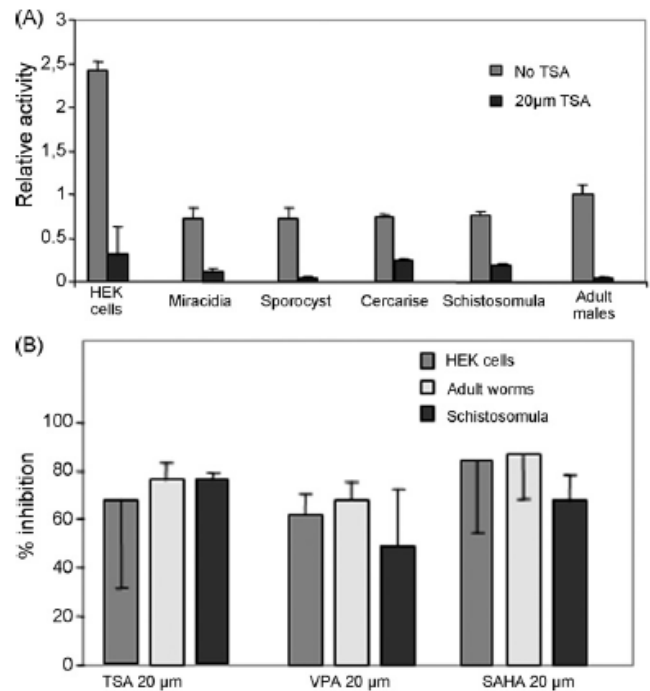 (A)
Relative activity
3
2,5
2
1,5
1
0,5
0
No TSA
20µm TSA
HEK cells
Miracidia
Sporocyst
Cercarise
Schistosomula
Adult males
(B)
% inhibition
100
80
60
40
20
0
HEK cells
Adult worms
Schistosomula
TSA 20 µm
VPA 20 µm
SAHA 20 µm